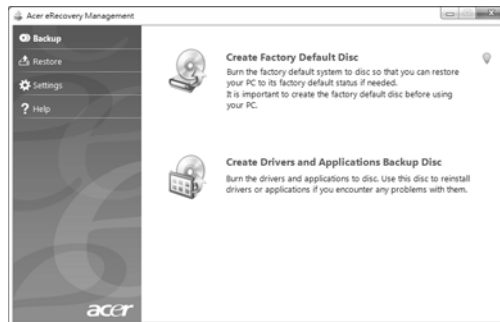 Acer eRecovery Management
Backup
Restore
Settings
Help
Create Factory Default Disc
Burn the factory default system to disc so that you can restore
your PC to its factory default status if needed.
It is important to create the factory default disc before using
your PC.
Create Drivers and Applications Backup Disc
Burn the drivers and applications to disc. Use this disc to reinstall
drivers or applications if you encounter any problems with them.
acer